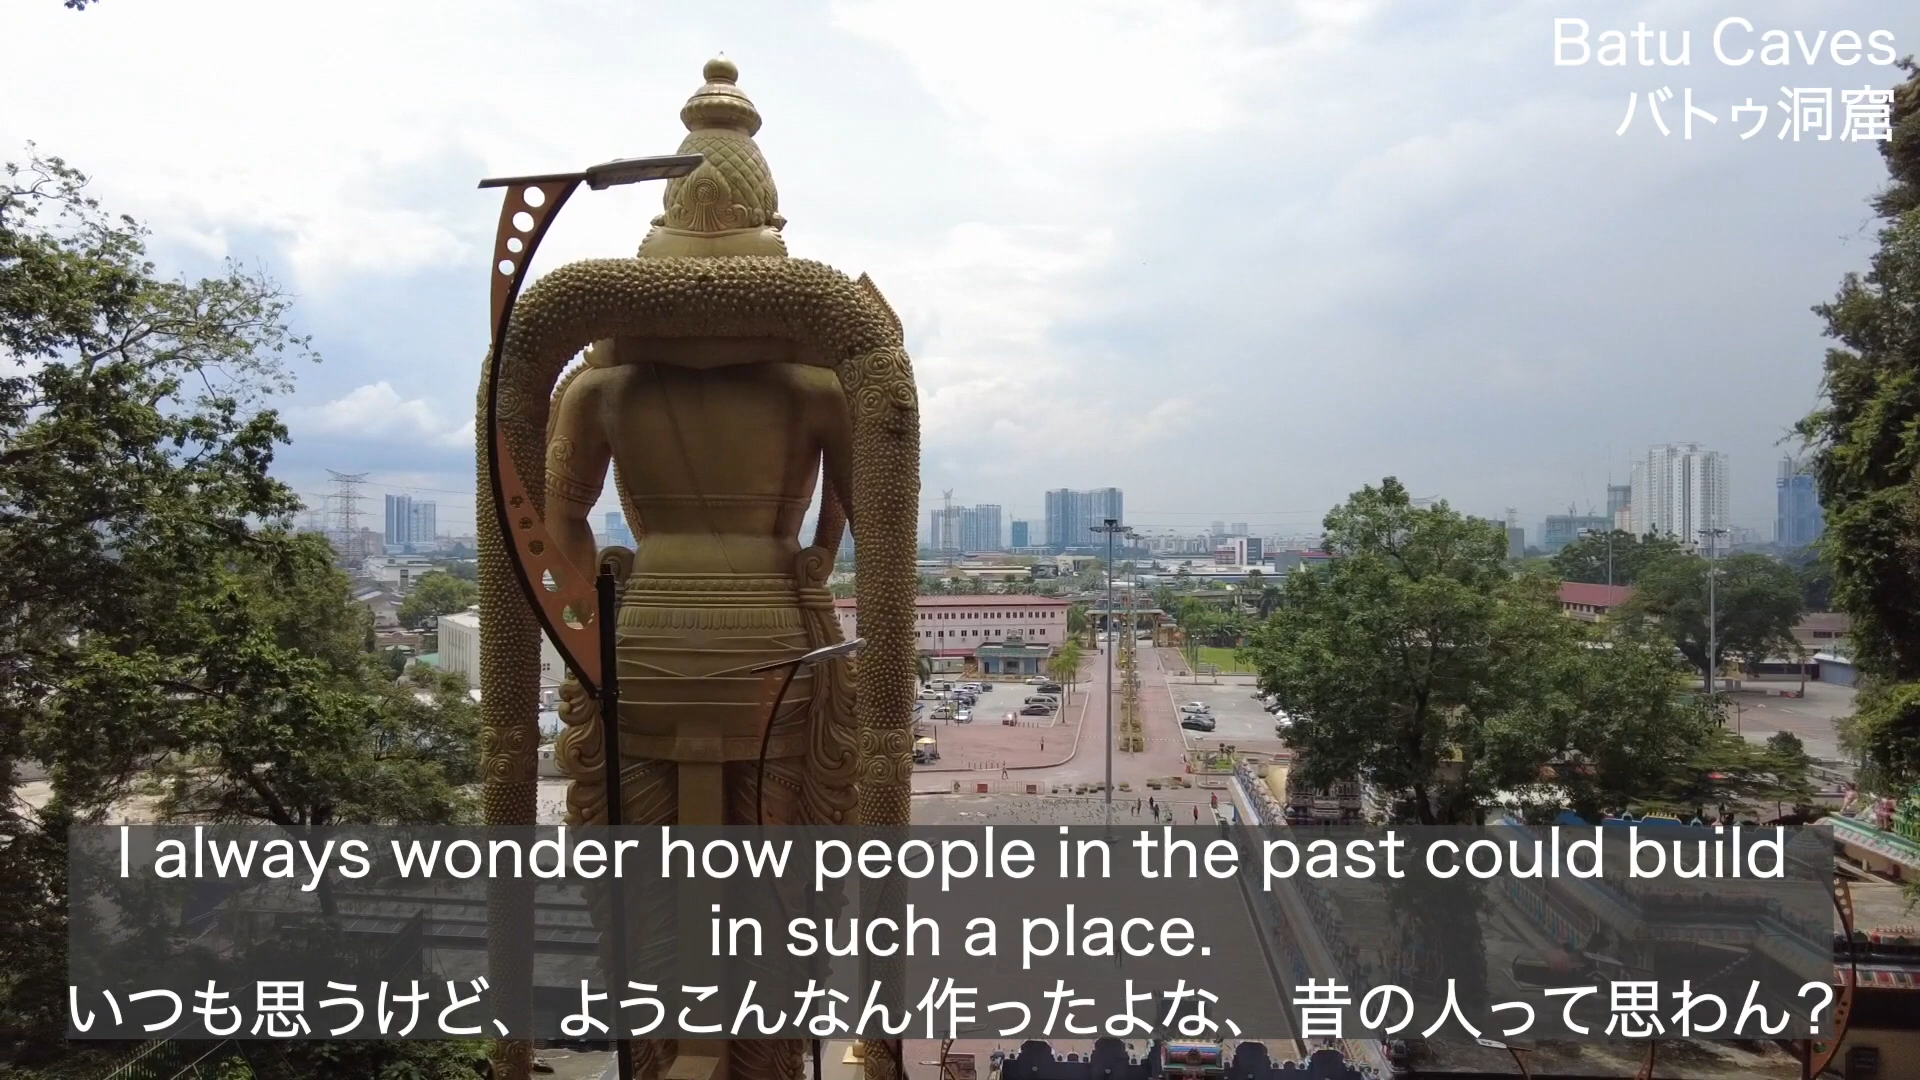 Batu Caves
バトゥ洞窟
I always wonder how people in the past could build
in such a place.
いつも思うけど、ようこんなん作ったよな、昔の人って思わん？